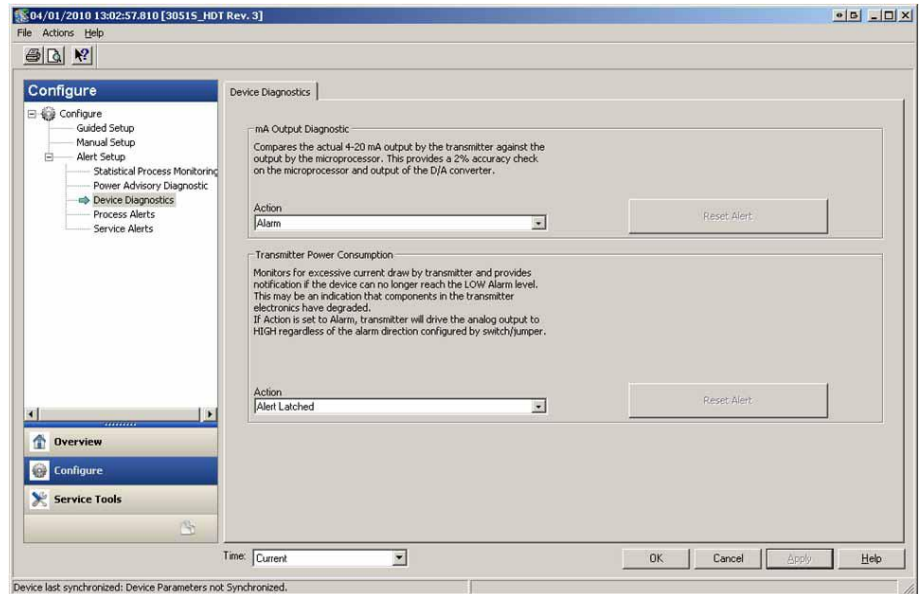 04/01/2010 13:02:57.810 [3051S_HDT Rev. 3]
File Actions Help
Configure
Configure
Guided Setup
Manual Setup
Alert Setup
Statistical Process Monitoring
Power Advisory Diagnostic
Device Diagnostics
Process Alerts
Service Alerts
Overview
Configure
Service Tools
Device Diagnostics
mA Output Diagnostic
Compares the actual 4-20 mA output by the transmitter against the
output by the microprocessor. This provides a 2% accuracy check
on the microprocessor and output of the D/A converter.
Action
Alarm
Reset Alert
Transmitter Power Consumption
Monitors for excessive current draw by transmitter and provides
notification if the device can no longer reach the LOW Alarm level.
This may be an indication that components in the transmitter
electronics have degraded.
If Action is set to Alarm, transmitter will drive the analog output to
HIGH regardless of the alarm direction configured by switch/jumper.
Action
Alert Latched
Reset Alert
Time: Current
OK Cancel Apply Help
Device last synchronized: Device Parameters not Synchronized.